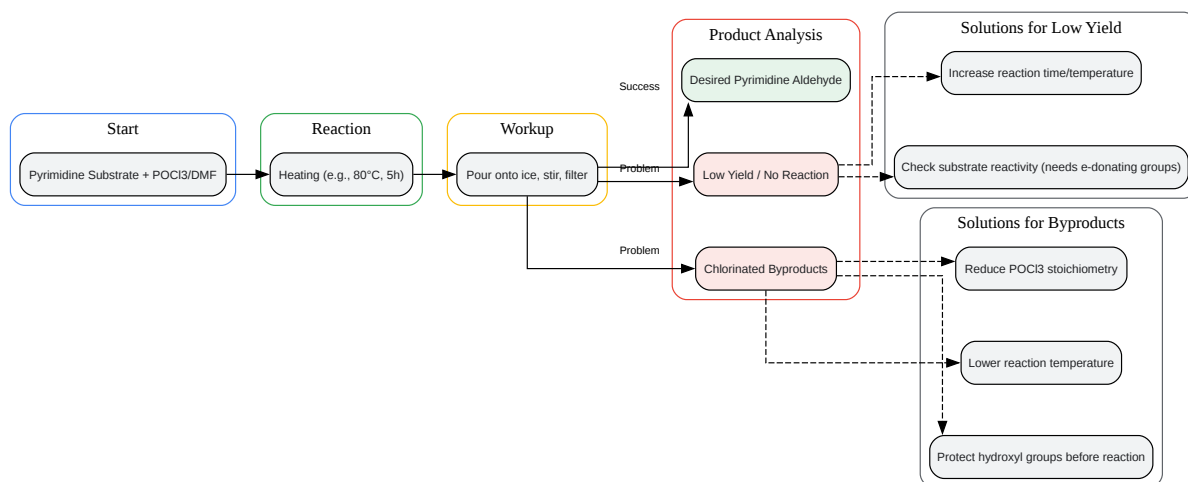 Start
Pyrimidine Substrate + POCl3/DMF
Reaction
Heating (e.g., 80°C, 5h)
Workup
Pour onto ice, stir, filter
Success
Problem
Problem
Product Analysis
Desired Pyrimidine Aldehyde
Low Yield / No Reaction
Chlorinated Byproducts
Solutions for Low Yield
Increase reaction time/temperature
Check substrate reactivity (needs e-donating groups)
Solutions for Byproducts
Reduce POCl3 stoichiometry
Lower reaction temperature
Protect hydroxyl groups before reaction